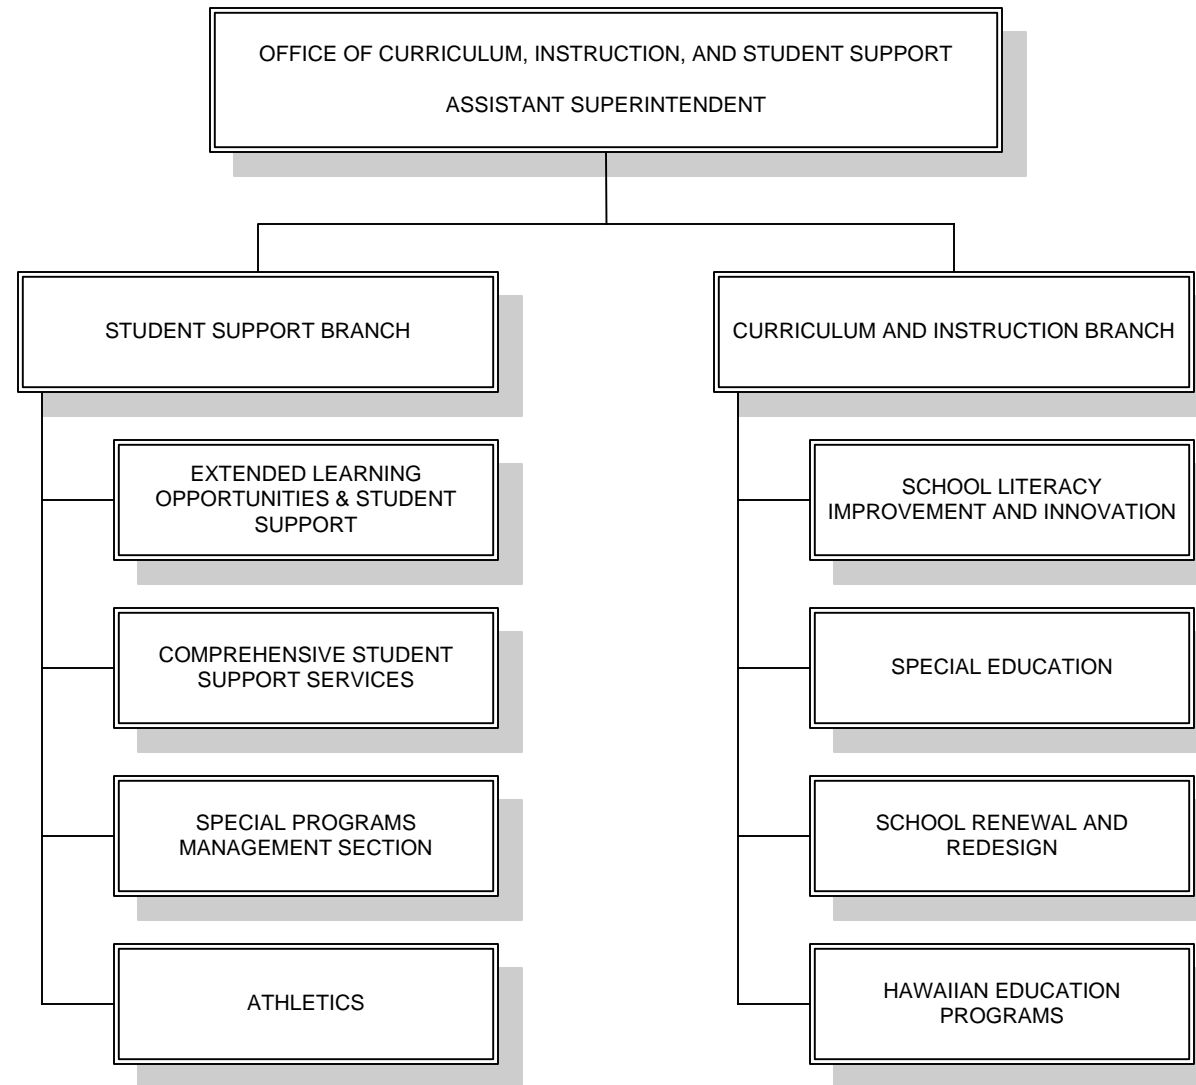 OFFICE OF CURRICULUM, INSTRUCTION, AND STUDENT SUPPORT
ASSISTANT SUPERINTENDENT
STUDENT SUPPORT BRANCH
EXTENDED LEARNING
OPPORTUNITIES & STUDENT
SUPPORT
COMPREHENSIVE STUDENT
SUPPORT SERVICES
SPECIAL PROGRAMS
MANAGEMENT SECTION
ATHLETICS
CURRICULUM AND INSTRUCTION BRANCH
SCHOOL LITERACY
IMPROVEMENT AND INNOVATION
SPECIAL EDUCATION
SCHOOL RENEWAL AND
REDESIGN
HAWAIIAN EDUCATION
PROGRAMS